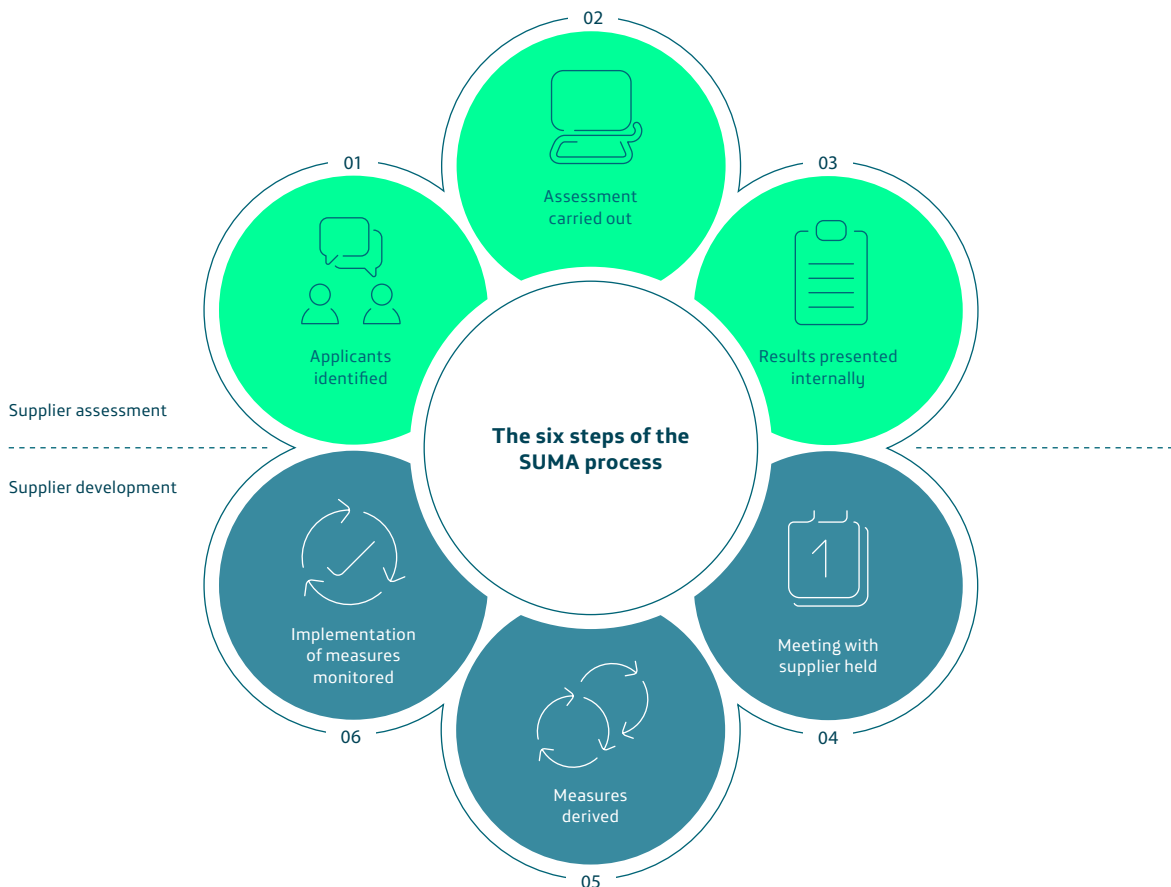 02
Assessment
carried out
01
Applicants
identified
03
Results presented
internally
Supplier assessment
The six steps of the
SUMA process
Supplier development
06
Implementation
of measures
monitored
1
Meeting with
supplier held
04
Measures
derived
05